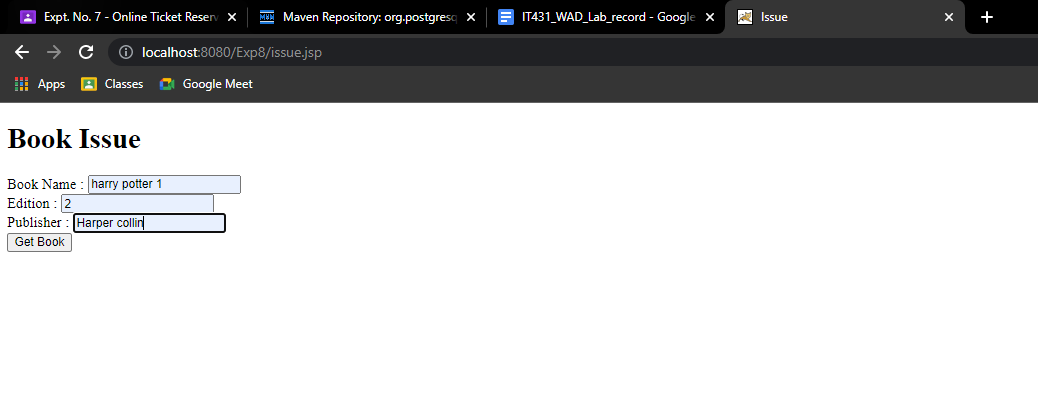 Expt. No. 7 - Online Ticket Reserv
Maven Repository: org.postgresq
IT431_WAD_Lab_record - Google
Issue
localhost:8080/Exp8/issue.jsp
Apps Classes Google Meet
Book Issue
Book Name : harry potter 1
Edition : 2
Publisher : Harper collin
Get Book